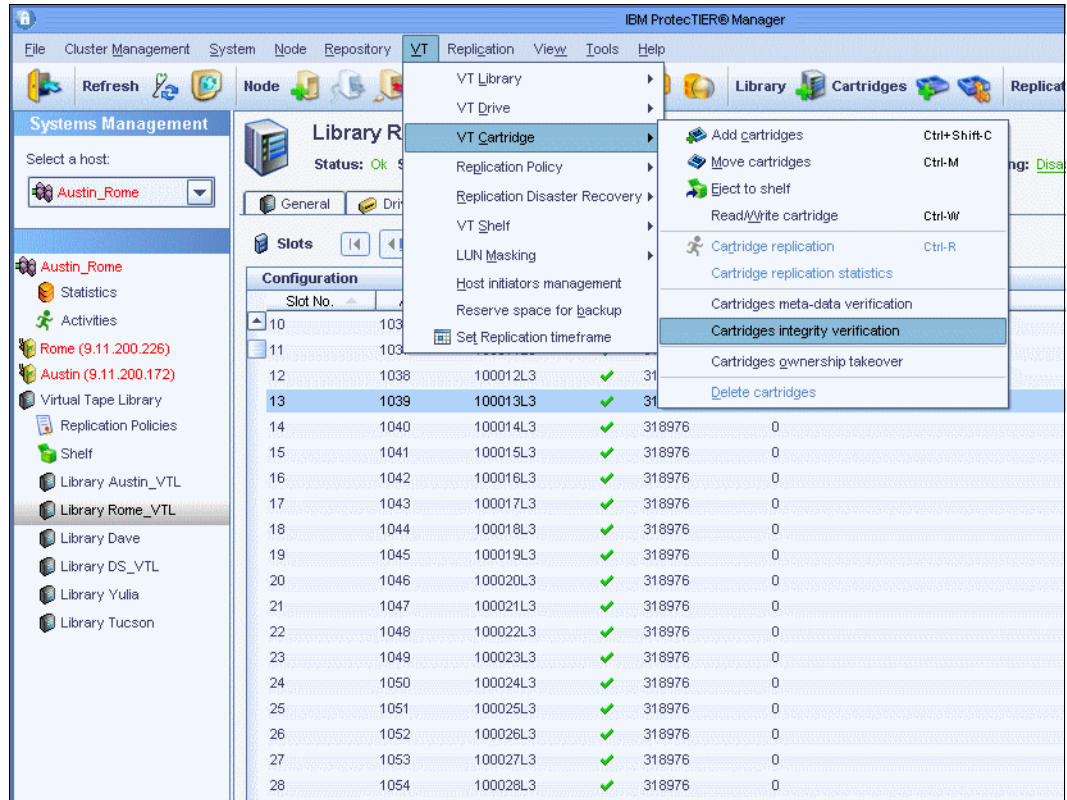 IBM ProtecTIER® Manager
File Cluster Management System Node Repository VT Replication View Tools Help
Refresh Node Library Cartridges Replicat
Systems Management
Select a host:
Austin_Rome
Austin_Rome
Statistics
Activities
Rome (9.11.200.226)
Austin (9.11.200.172)
Virtual Tape Library
Replication Policies
Shelf
Library Austin_VTL
Library Rome_VTL
Library Dave
Library DS_VTL
Library Yulia
Library Tucson
Library R
Status: Ok S
ng: Disa
General Dri
Slots
Configuration
Slot No.
VT Library
VT Drive
VT Cartridge
Replication Policy
Replication Disaster Recovery
VT Shelf
LUN Masking
Host initiators management
Reserve space for backup
Set Replication timeframe
Add cartridges Ctrl+Shift-C
Move cartridges Ctrl-M
Eject to shelf
Read/Write cartridge Ctrl-W
Cartridge replication Ctrl-R
Cartridge replication statistics
Cartridges meta-data verification
Cartridges integrity verification
Cartridges ownership takeover
Delete cartridges
10 103
11 103
12 1038 100012L3 31
13 1039 100013L3 31
14 1040 100014L3 318976 0
15 1041 100015L3 318976 0
16 1042 100016L3 318976 0
17 1043 100017L3 318976 0
18 1044 100018L3 318976 0
19 1045 100019L3 318976 0
20 1046 100020L3 318976 0
21 1047 100021L3 318976 0
22 1048 100022L3 318976 0
23 1049 100023L3 318976 0
24 1050 100024L3 318976 0
25 1051 100025L3 318976 0
26 1052 100026L3 318976 0
27 1053 100027L3 318976 0
28 1054 100028L3 318976 0